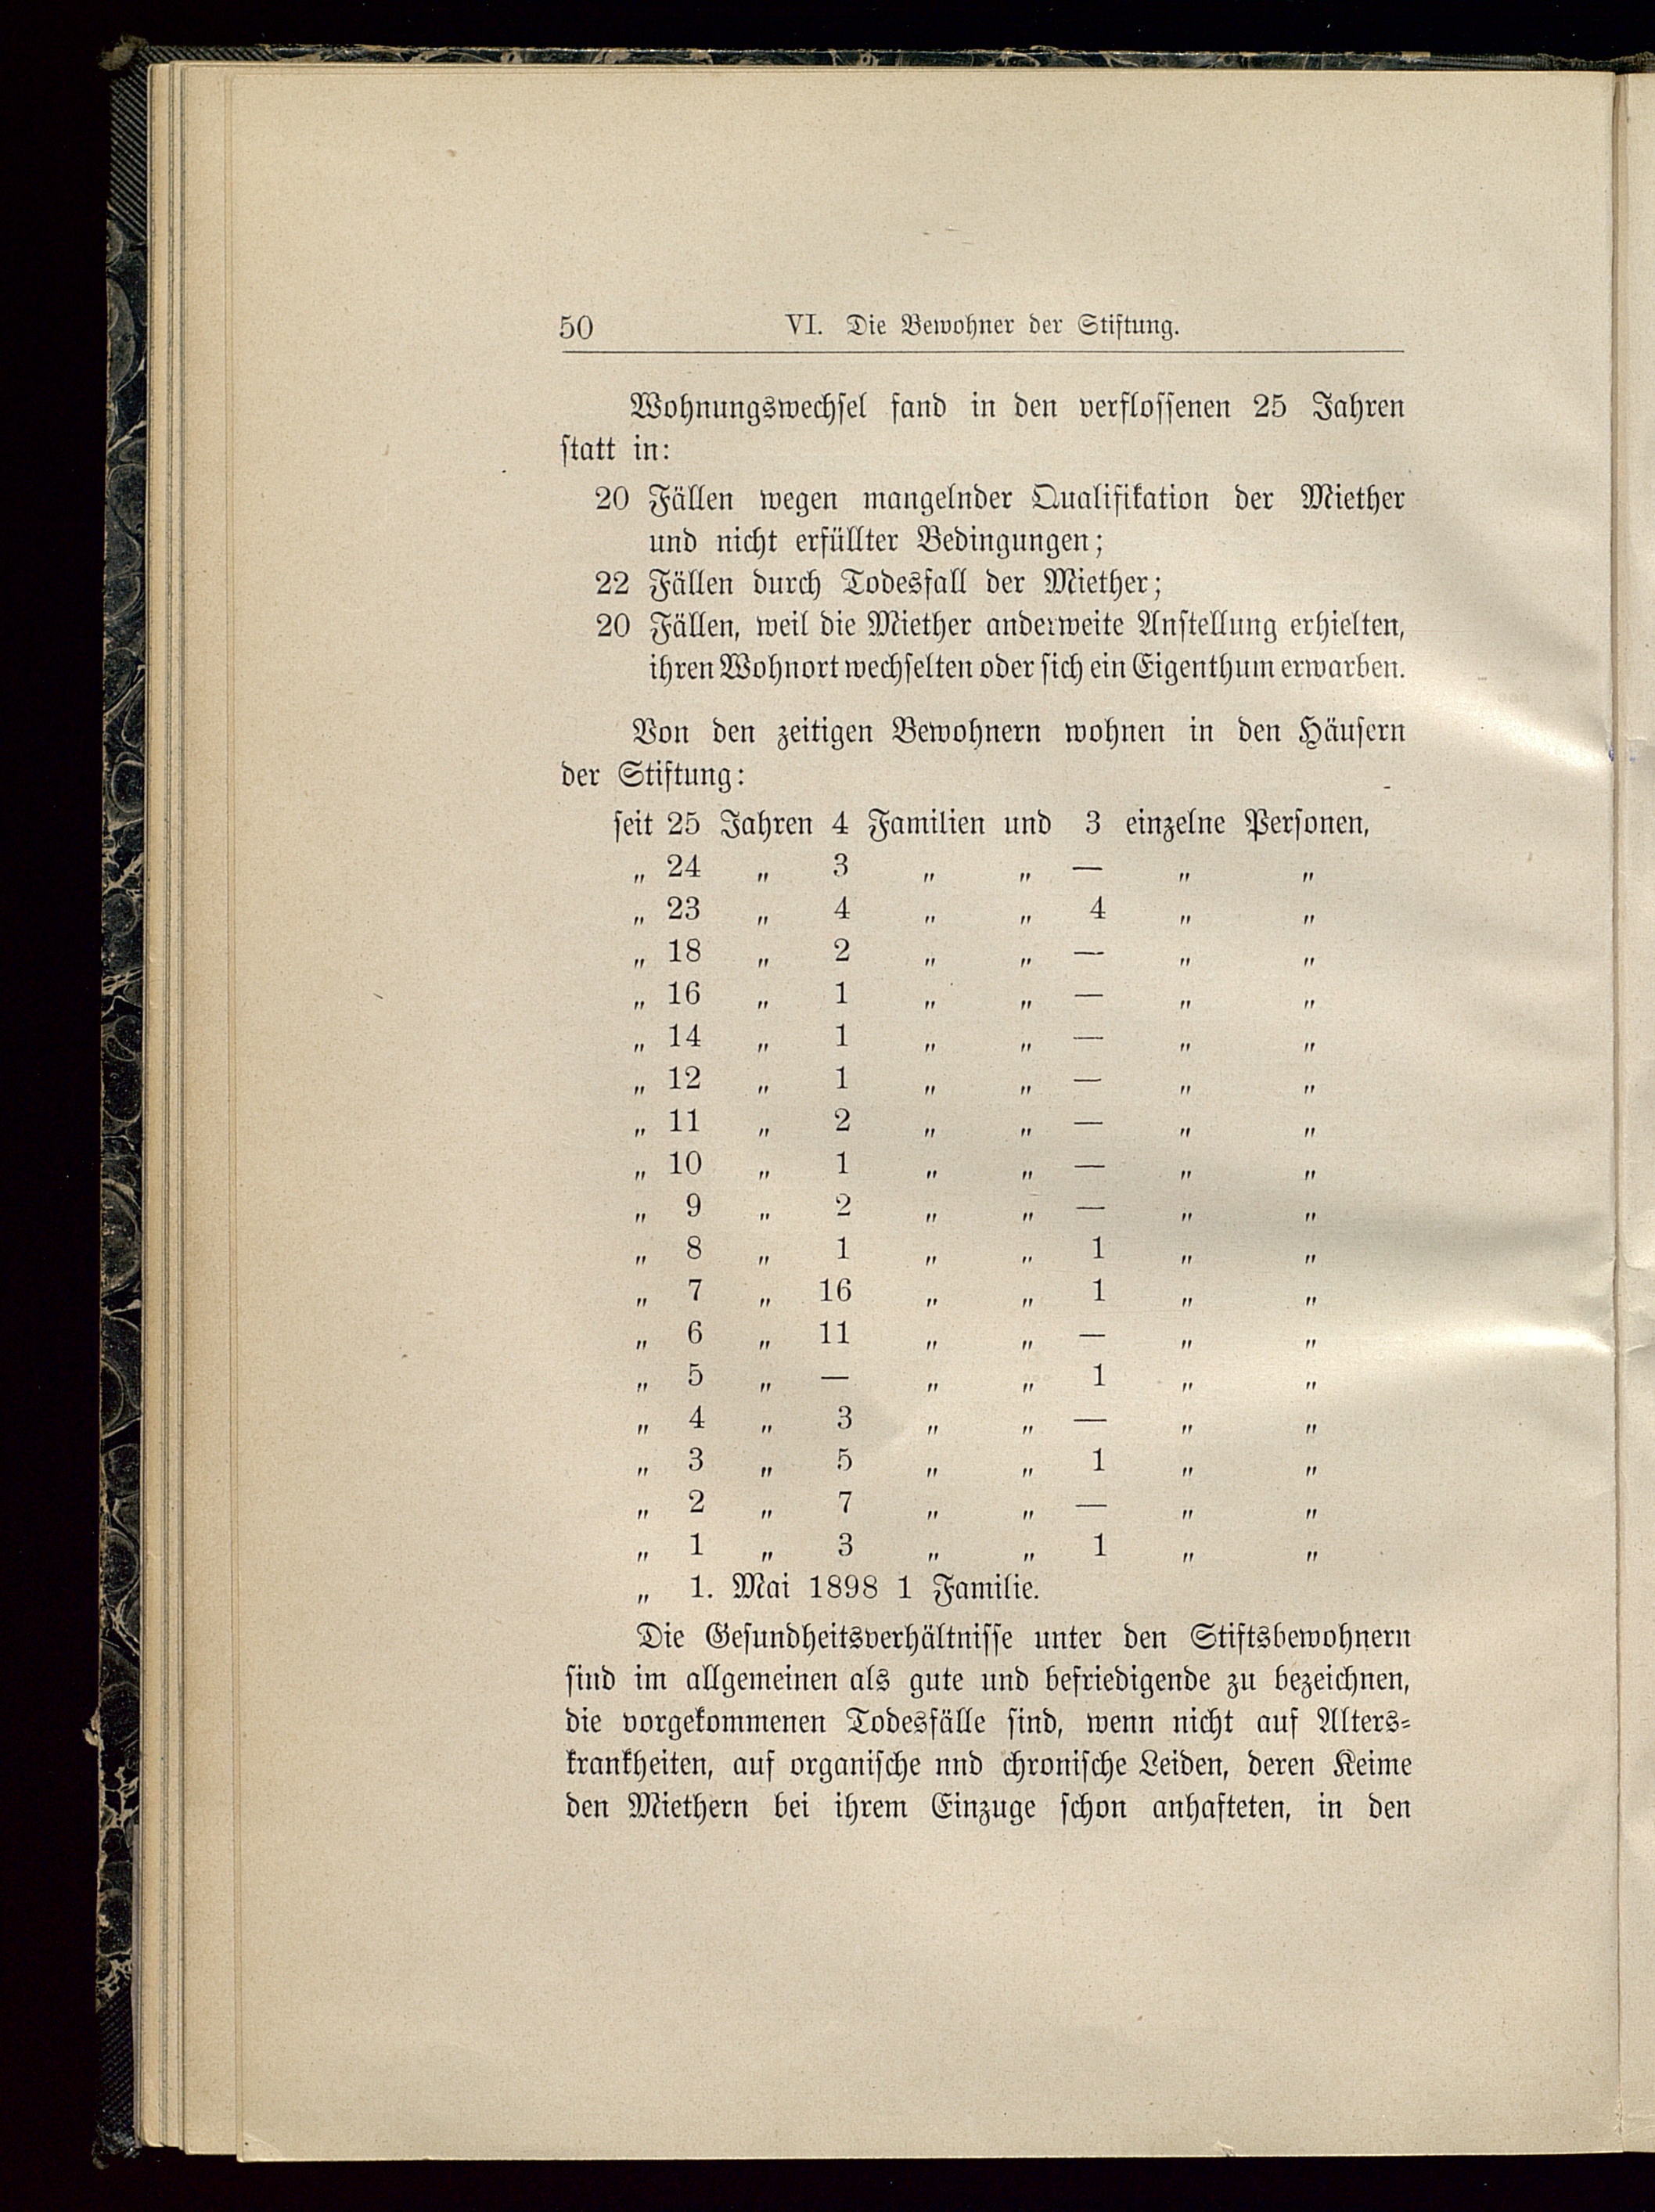 50 VI. Die Bewohner der Stiftung.
Wohnungswechsel fand in den verflossenen 25 Jahren
statt in:
20 Fällen wegen mangelnder Qualifikation der Miether
und nicht erfüllter Bedingungen;
22 Fällen durch Todesfall der Miether;
20 Fällen, weil die Miether anderweite Anstellung erhielten,
ihren Wohnort wechselten oder sich ein Eigenthum erwarben.
Von den zeitigen Bewohnern wohnen in den Häusern
der Stiftung:
seit 25 Jahren 4 Familien und 3 einzelne Personen,
„ 24 „ 3 „ „ — „ „
„ 23 „ 4 „ „ 4 „ „
„ 18 „ 2 „ „ — „ „
„ 16 „ 1 „ „ — „ „
„ 14 „ 1 „ „ — „ „
„ 12 „ 1 „ „ — „ „
„ 11 „ 2 „ „ — „ „
„ 10 „ 1 „ „ — „ „
„ 9 „ 2 „ „ — „ „
„ 8 „ 1 „ „ 1 „ „
„ 7 „ 16 „ „ 1 „ „
„ 6 „ 11 „ „ — „ „
„ 5 „ — „ „ 1 „ „
„ 4 „ 3 „ „ — „ „
„ 3 „ 5 „ „ 1 „ „
„ 2 „ 7 „ „ — „ „
„ 1 „ 3 „ „ 1 „ „
„ 1. Mai 1898 1 Familie.
Die Gesundheitsverhältnisse unter den Stiftsbewohnern
sind im allgemeinen als gute und befriedigende zu bezeichnen,
die vorgekommenen Todesfälle sind, wenn nicht auf Alters-
krankheiten, auf organische nnd chronische Leiden, deren Keime
den Miethern bei ihrem Einzuge schon anhafteten, in den